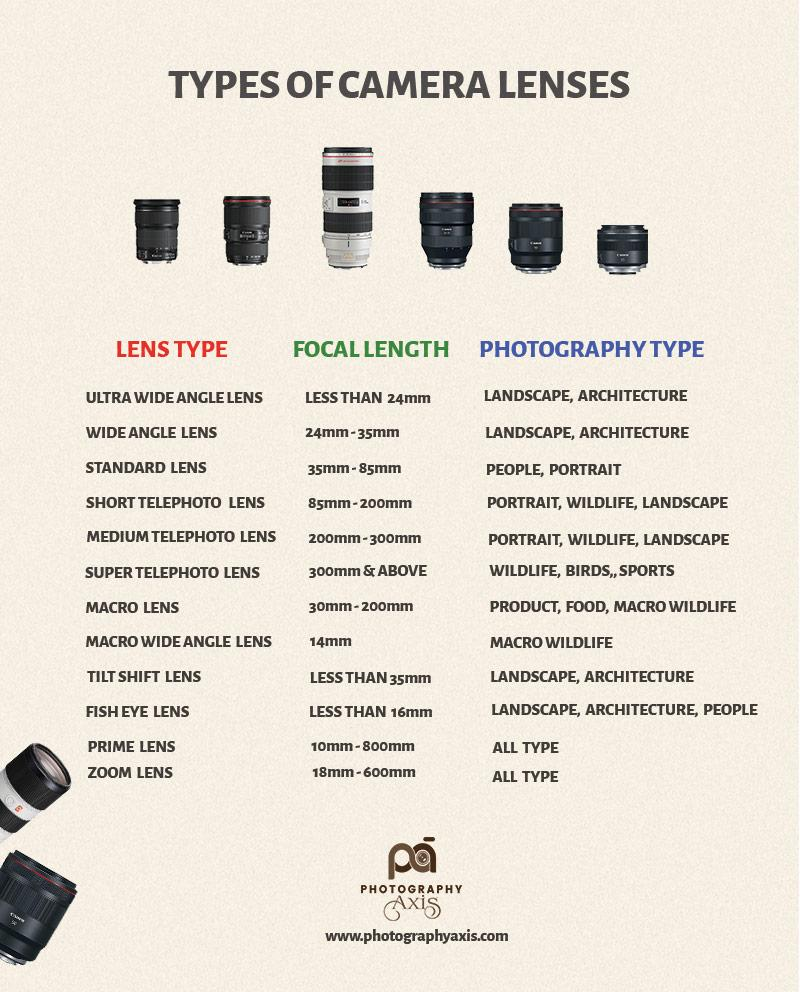 TYPES OF CAMERA LENSES
LENS TYPE FOCAL LENGTH PHOTOGRAPHY TYPE
ULTRA WIDE ANGLE LENS LESS THAN 24mm LANDSCAPE, ARCHITECTURE
WIDE ANGLE LENS 24mm - 35mm LANDSCAPE, ARCHITECTURE
STANDARD LENS 35mm - 85mm PEOPLE, PORTRAIT
SHORT TELEPHOTO LENS 85mm - 200mm PORTRAIT, WILDLIFE, LANDSCAPE
MEDIUM TELEPHOTO LENS 200mm - 300mm PORTRAIT, WILDLIFE, LANDSCAPE
SUPER TELEPHOTO LENS 300mm & ABOVE WILDLIFE, BIRDS,, SPORTS
MACRO LENS 30mm - 200mm PRODUCT, FOOD, MACRO WILDLIFE
MACRO WIDE ANGLE LENS 14mm MACRO WILDLIFE
TILT SHIFT LENS LESS THAN 35mm LANDSCAPE, ARCHITECTURE
FISH EYE LENS LESS THAN 16mm LANDSCAPE, ARCHITECTURE, PEOPLE
PRIME LENS 10mm - 800mm ALL TYPE
ZOOM LENS 18mm - 600mm ALL TYPE
pa
PHOTOGRAPHY
AXIS
www.photographyaxis.com